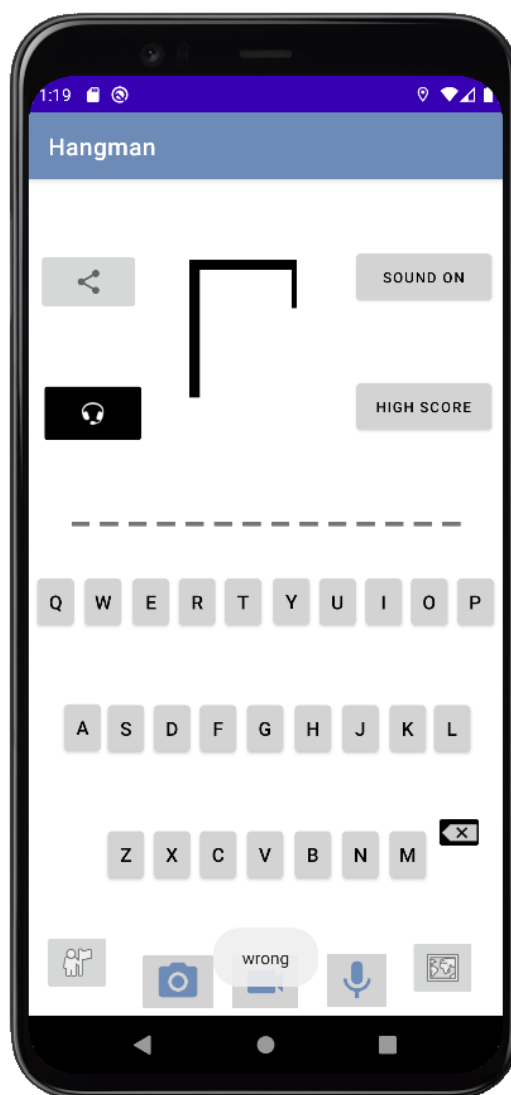 1:19
Hangman
SOUND ON
HIGH SCORE
_ _ _ _ _ _ _ _ _ _ _ _ _ _
Q W E R T Y U I O P
A S D F G H J K L
Z X C V B N M
wrong